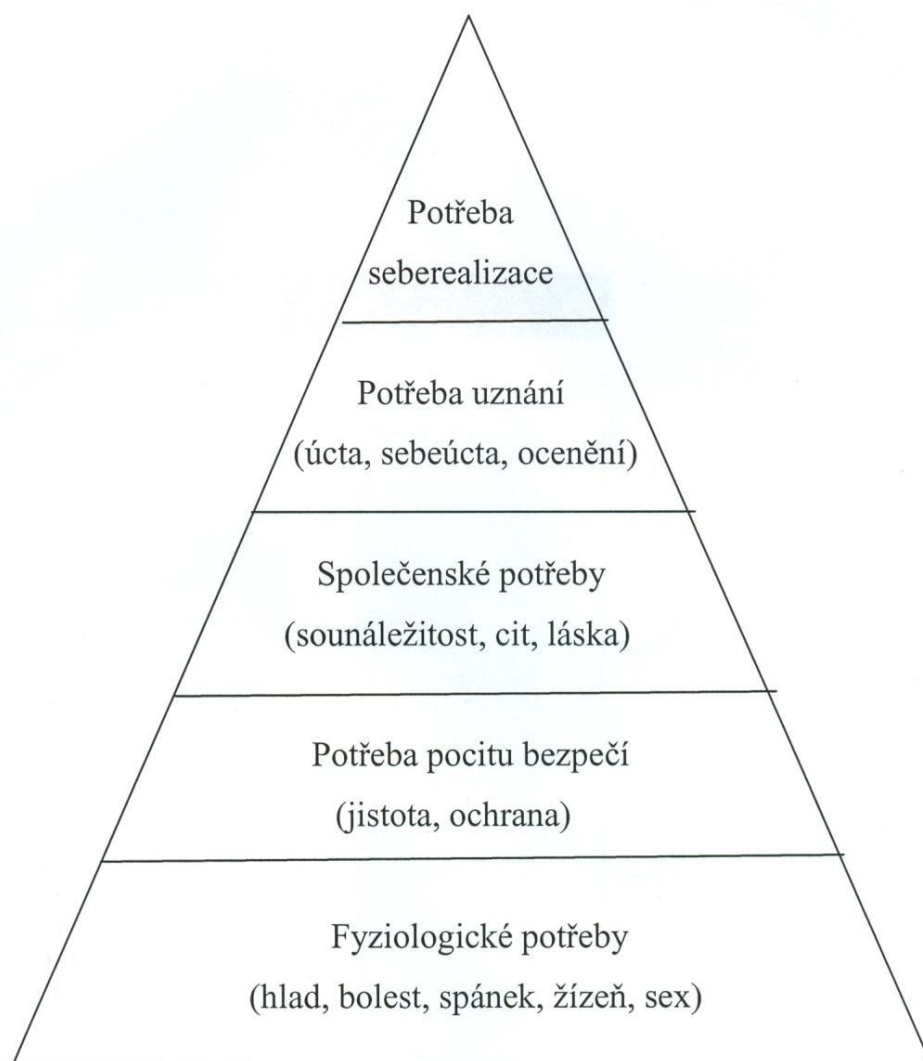 Potřeba
seberealizace
Potřeba uznání
(úcta, sebeúcta, ocenění)
Společenské potřeby
(sounáležitost, cit, láska)
Potřeba pocitu bezpečí
(jistota, ochrana)
Fyziologické potřeby
(hlad, bolest, spánek, žízeň, sex)